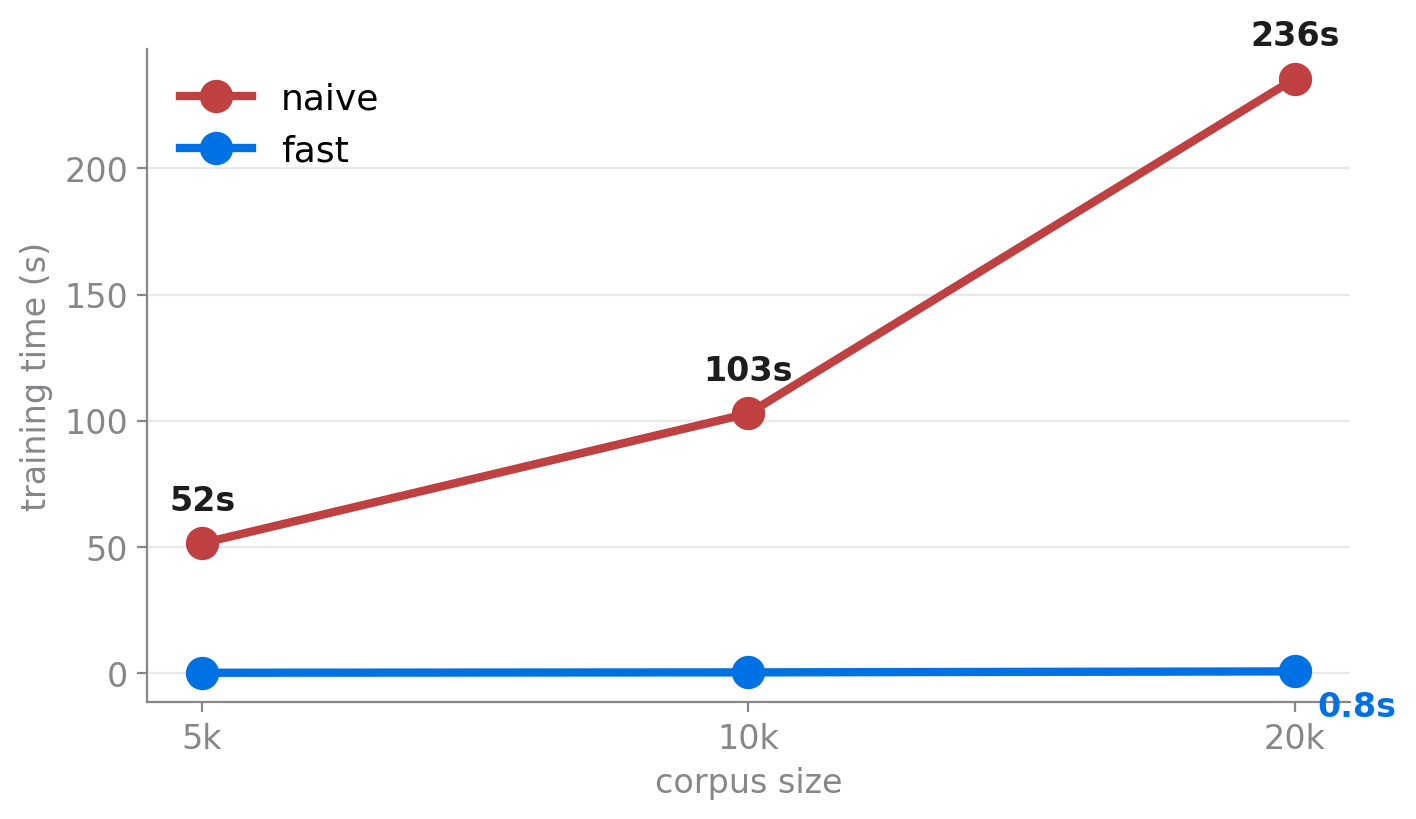 236s
naive
fast
200
150
103s
100
52s
50
0
0.8s
5k
10k
20k
training time (s)
corpus size